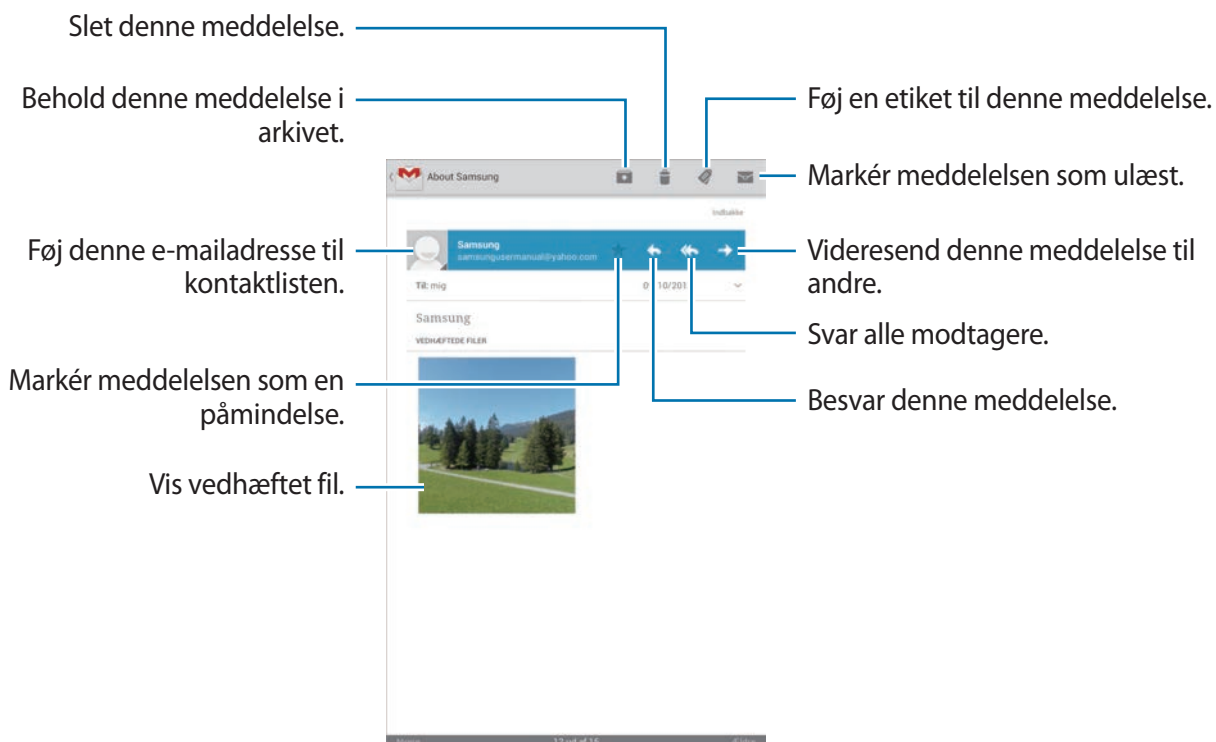 Slet denne meddelelse.
Behold denne meddelelse i
arkivet.
Føj en etiket til denne meddelelse.
About Samsung
Markér meddelelsen som ulæst.
Indbakke
Føj denne e-mailadresse til
kontaktlisten.
Samsung
samsungusermanual@yahoo.com
Videresend denne meddelelse til
andre.
Til: mig
10/201
Samsung
Svar alle modtagere.
VEDHÆFTEDE FILER
Markér meddelelsen som en
påmindelse.
Besvar denne meddelelse.
Vis vedhæftet fil.